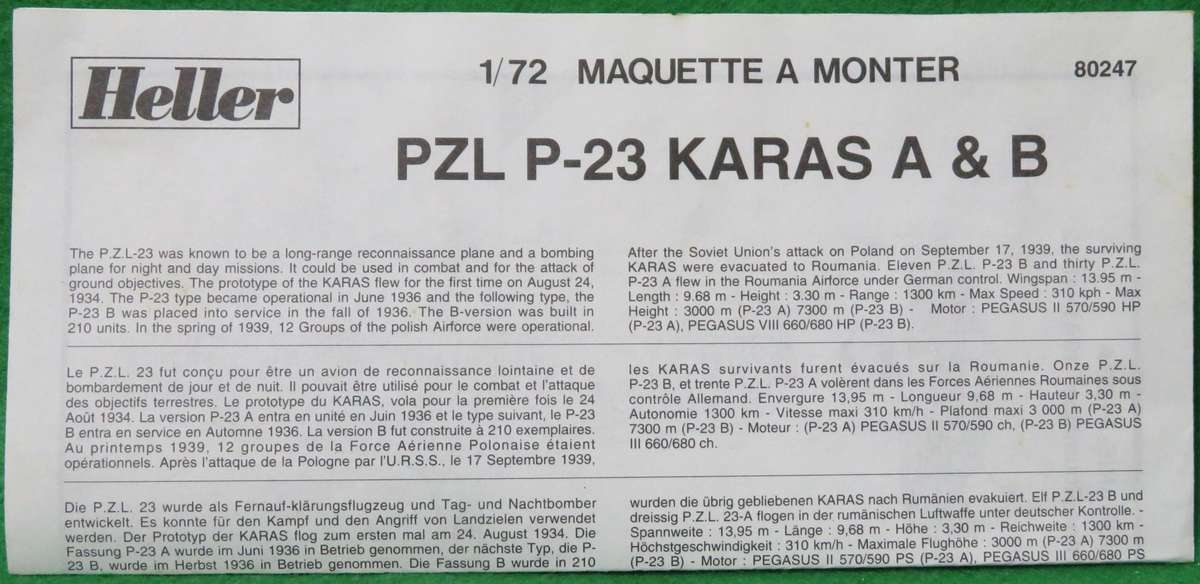 Heller
1/72 MAQUETTE A MONTER
80247
PZL P-23 KARAS A & B
The P.Z.L-23 was known to be a long-range reconnaissance plane and a bombing
plane for night and day missions. It could be used in combat and for the attack of
ground objectives. The prototype of the KARAS flew for the first time on August 24,
1934. The P-23 type became operational in June 1936 and the following type, the
P-23 B was placed into service in the fall of 1936. The B-version was built in
210 units. In the spring of 1939, 12 Groups of the polish Airforce were operational.
After the Soviet Union's attack on Poland on September 17, 1939, the surviving
KARAS were evacuated to Roumania. Eleven P.Z.L. P-23 B and thirty P.Z.L.
P-23 A flew in the Roumania Airforce under German control. Wingspan : 13.95 m -
Length : 9.68 m - Height : 3.30 m - Range : 1300 km - Max Speed : 310 kph - Max
Height : 3000 m (P-23 A) 7300 m (P-23 B) - Motor : PEGASUS II 570/590 HP
(P-23 A), PEGASUS VIII 660/680 HP (P-23 B).
Le P.Z.L. 23 fut conçu pour être un avion de reconnaissance lointaine et de
bombardement de jour et de nuit. Il pouvait être utilisé pour le combat et l'attaque
des objectifs terrestres. Le prototype du KARAS, vola pour la première fois le 24
Août 1934. La version P-23 A entra en unité en Juin 1936 et le type suivant, le P-23
B entra en service en Automne 1936. La version B fut construite à 210 exemplaires.
Au printemps 1939, 12 groupes de la Force Aérienne Polonaise étaient
opérationnels. Après l'attaque de la Pologne par l'U.R.S.S., le 17 Septembre 1939,
les KARAS survivants furent évacués sur la Roumanie. Onze P.Z.L.
P-23 B, et trente P.Z.L. P-23 A volèrent dans les Forces Aériennes Roumaines sous
contrôle Allemand. Envergure 13,95 m - Longueur 9,68 m - Hauteur 3,30 m -
Autonomie 1300 km - Vitesse maxi 310 km/h - Plafond maxi 3 000 m (P-23 A)
7300 m (P-23 B) - Moteur : (P-23 A) PEGASUS II 570/590 ch, (P-23 B) PEGASUS
III 660/680 ch.
Die P.Z.L. 23 wurde als Fernauf-klärungsflugzeug und Tag- und Nachtbomber
entwickelt. Es konnte für den Kampf und den Angriff von Landzielen verwendet
werden. Der Prototyp der KARAS flog zum ersten mal am 24. August 1934. Die
Fassung P-23 A wurde im Juni 1936 in Betrieb genommen, der nächste Typ, die P-
23 B, wurde im Herbst 1936 in Betrieb genommen. Die Fassung B wurde in 210
wurden die übrig gebliebenen KARAS nach Rumänien evakuiert. Elf P.Z.L-23 B und
dreissig P.Z.L. 23-A flogen in der rumänischen Luftwaffe unter deutscher Kontrolle. -
Spannweite : 13,95 m - Länge : 9,68 m - Höhe : 3,30 m - Reichweite : 1300 km -
Höchstgeschwindigkeit : 310 km/h - Maximale Flughöhe : 3000 m (P-23 A) 7300 m
(P-23 B) - Motor : PEGASUS II 570/590 PS (P-23 A), PEGASUS III 660/680 PS